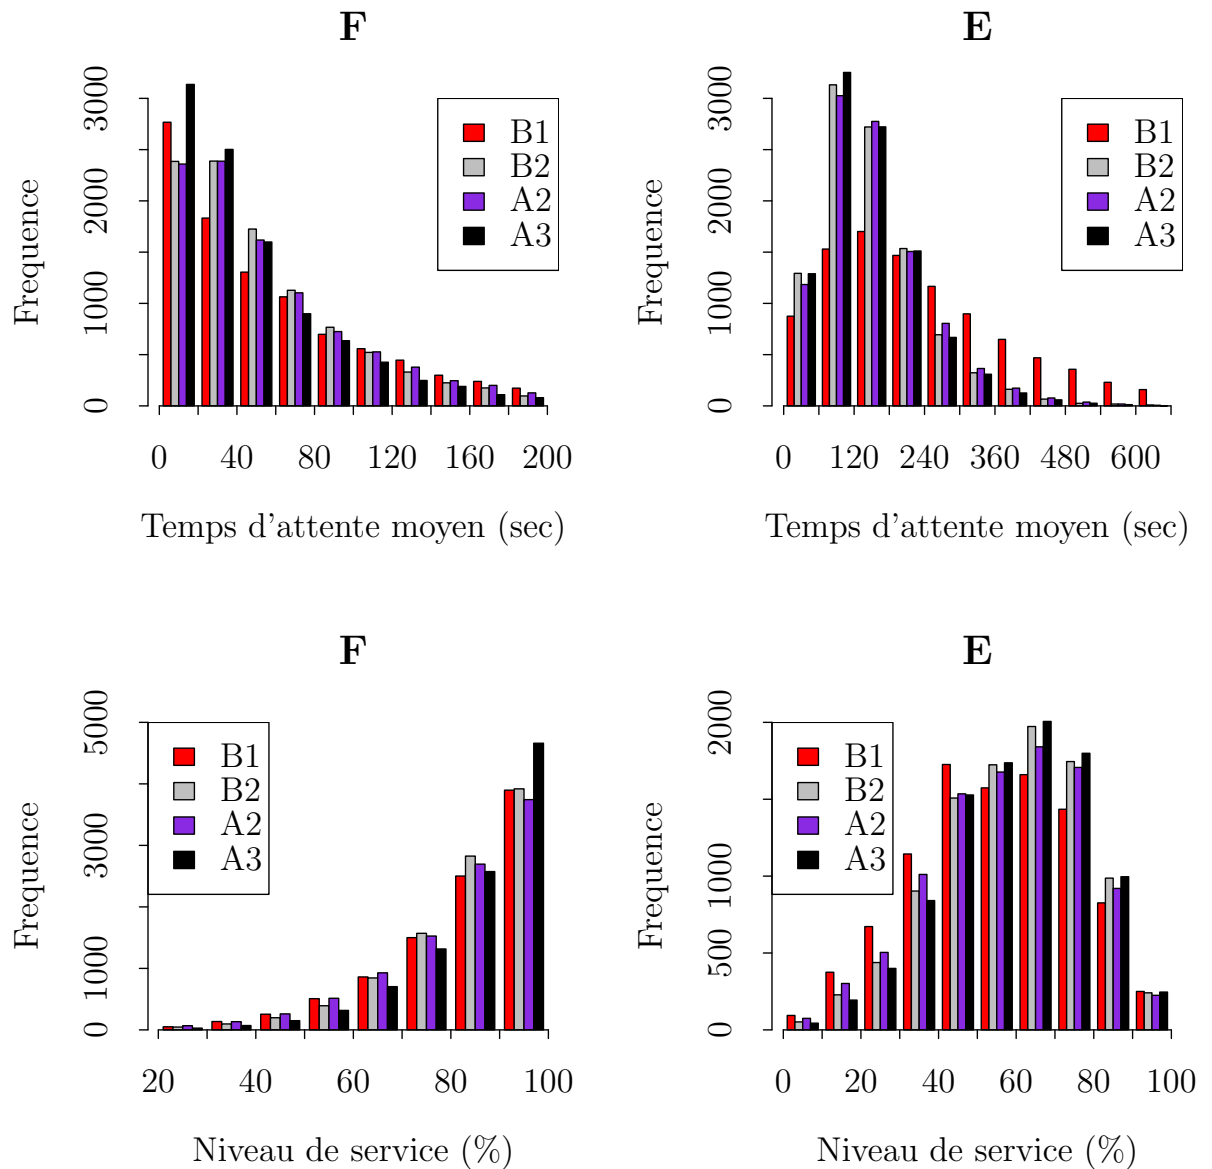 F
Frequence
0 1000 2000 3000
B1
B2
A2
A3
0 40 80 120 160 200
Temps d'attente moyen (sec)
E
Frequence
0 1000 2000 3000
B1
B2
A2
A3
0 120 240 360 480 600
Temps d'attente moyen (sec)
F
Frequence
0 1000 3000 5000
B1
B2
A2
A3
20 40 60 80 100
Niveau de service (%)
E
Frequence
0 500 1000 2000
B1
B2
A2
A3
0 20 40 60 80 100
Niveau de service (%)